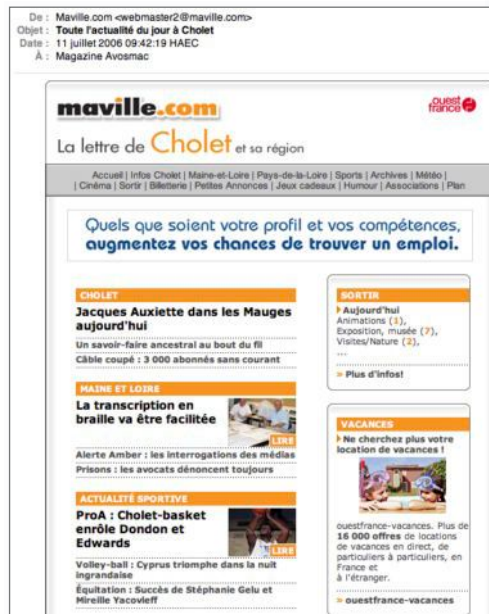 De : Maville.com <webmaster2@maville.com>
Objet : Toute l'actualité du jour à Cholet
Date : 11 juillet 2006 09:42:19 HAEC
À : Magazine Avosmac
maville.com
ouest
france
La lettre de Cholet et sa région
Accueil | Infos Cholet | Maine-et-Loire | Pays-de-la-Loire | Sports | Archives | Météo |
| Cinéma | Sortir | Billetterie | Petites Annonces | Jeux cadeaux | Humour | Associations | Plan
Quels que soient votre profil et vos compétences,
augmentez vos chances de trouver un emploi.
CHOLET
Jacques Auxiette dans les Mauges
aujourd'hui
Un savoir-faire ancestral au bout du fil
Câble coupé : 3 000 abonnés sans courant
MAINE ET LOIRE
La transcription en
braille va être facilitée
LIRE
Alerte Amber : les interrogations des médias
Prisons : les avocats dénoncent toujours
ACTUALITÉ SPORTIVE
ProA : Cholet-basket
enrôle Dondon et
Edwards
LIRE
Volley-ball : Cyprus triomphe dans la nuit
ingrandaise
Équitation : Succès de Stéphanie Gelu et
Mireille Yacovleff
SORTIR
Aujourd'hui
Animations (1),
Exposition, musée (7),
Visites/Nature (2),
...
» Plus d'infos!
VACANCES
Ne cherchez plus votre
location de vacances !
ouestfrance-vacances. Plus de
16 000 offres de locations
de vacances en direct, de
particuliers à particuliers, en
France et
à l'étranger.
» ouestfrance-vacances